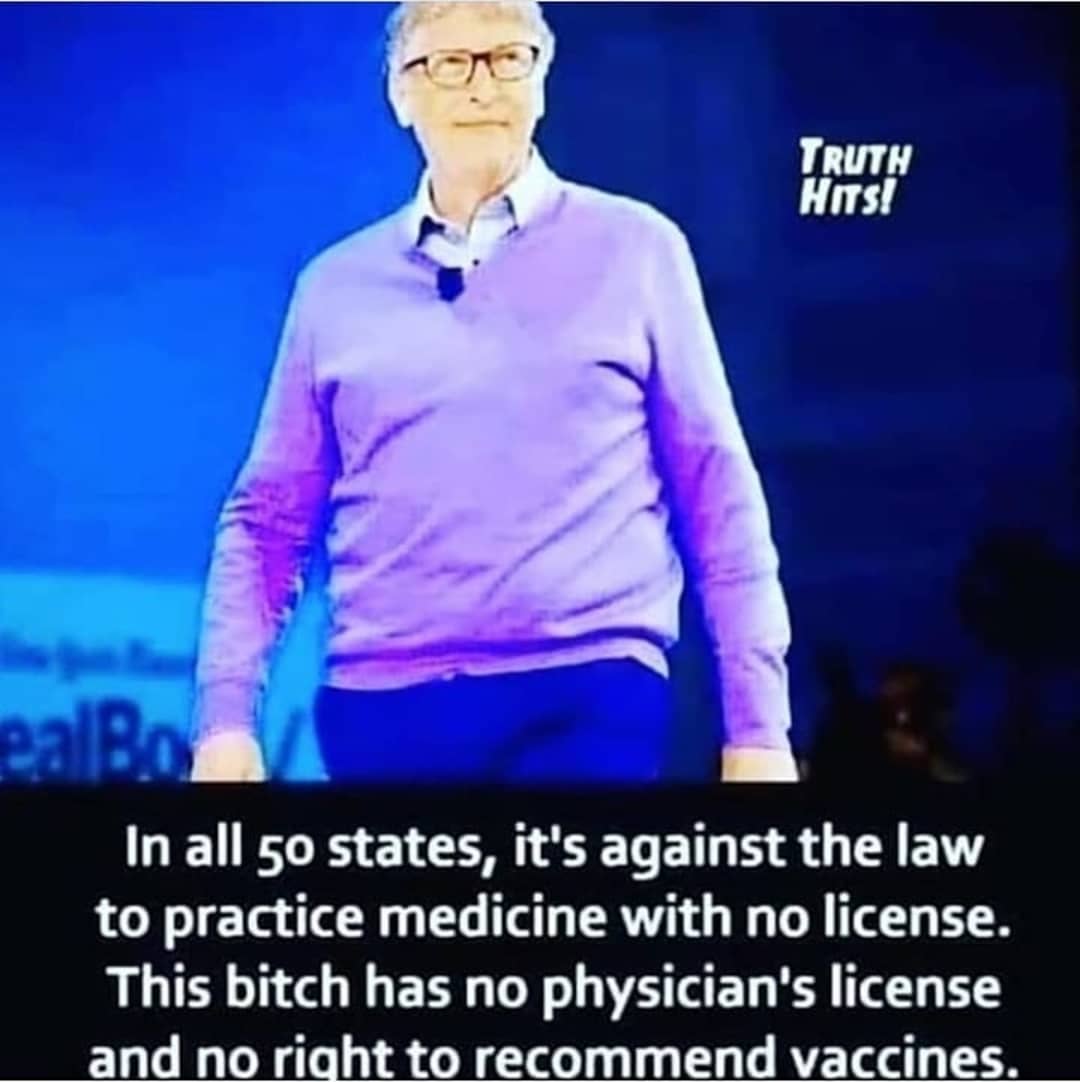 TRUTH
HITS!
ealBo
In all 50 states, it's against the law
to practice medicine with no license.
This bitch has no physician's license
and no right to recommend vaccines.